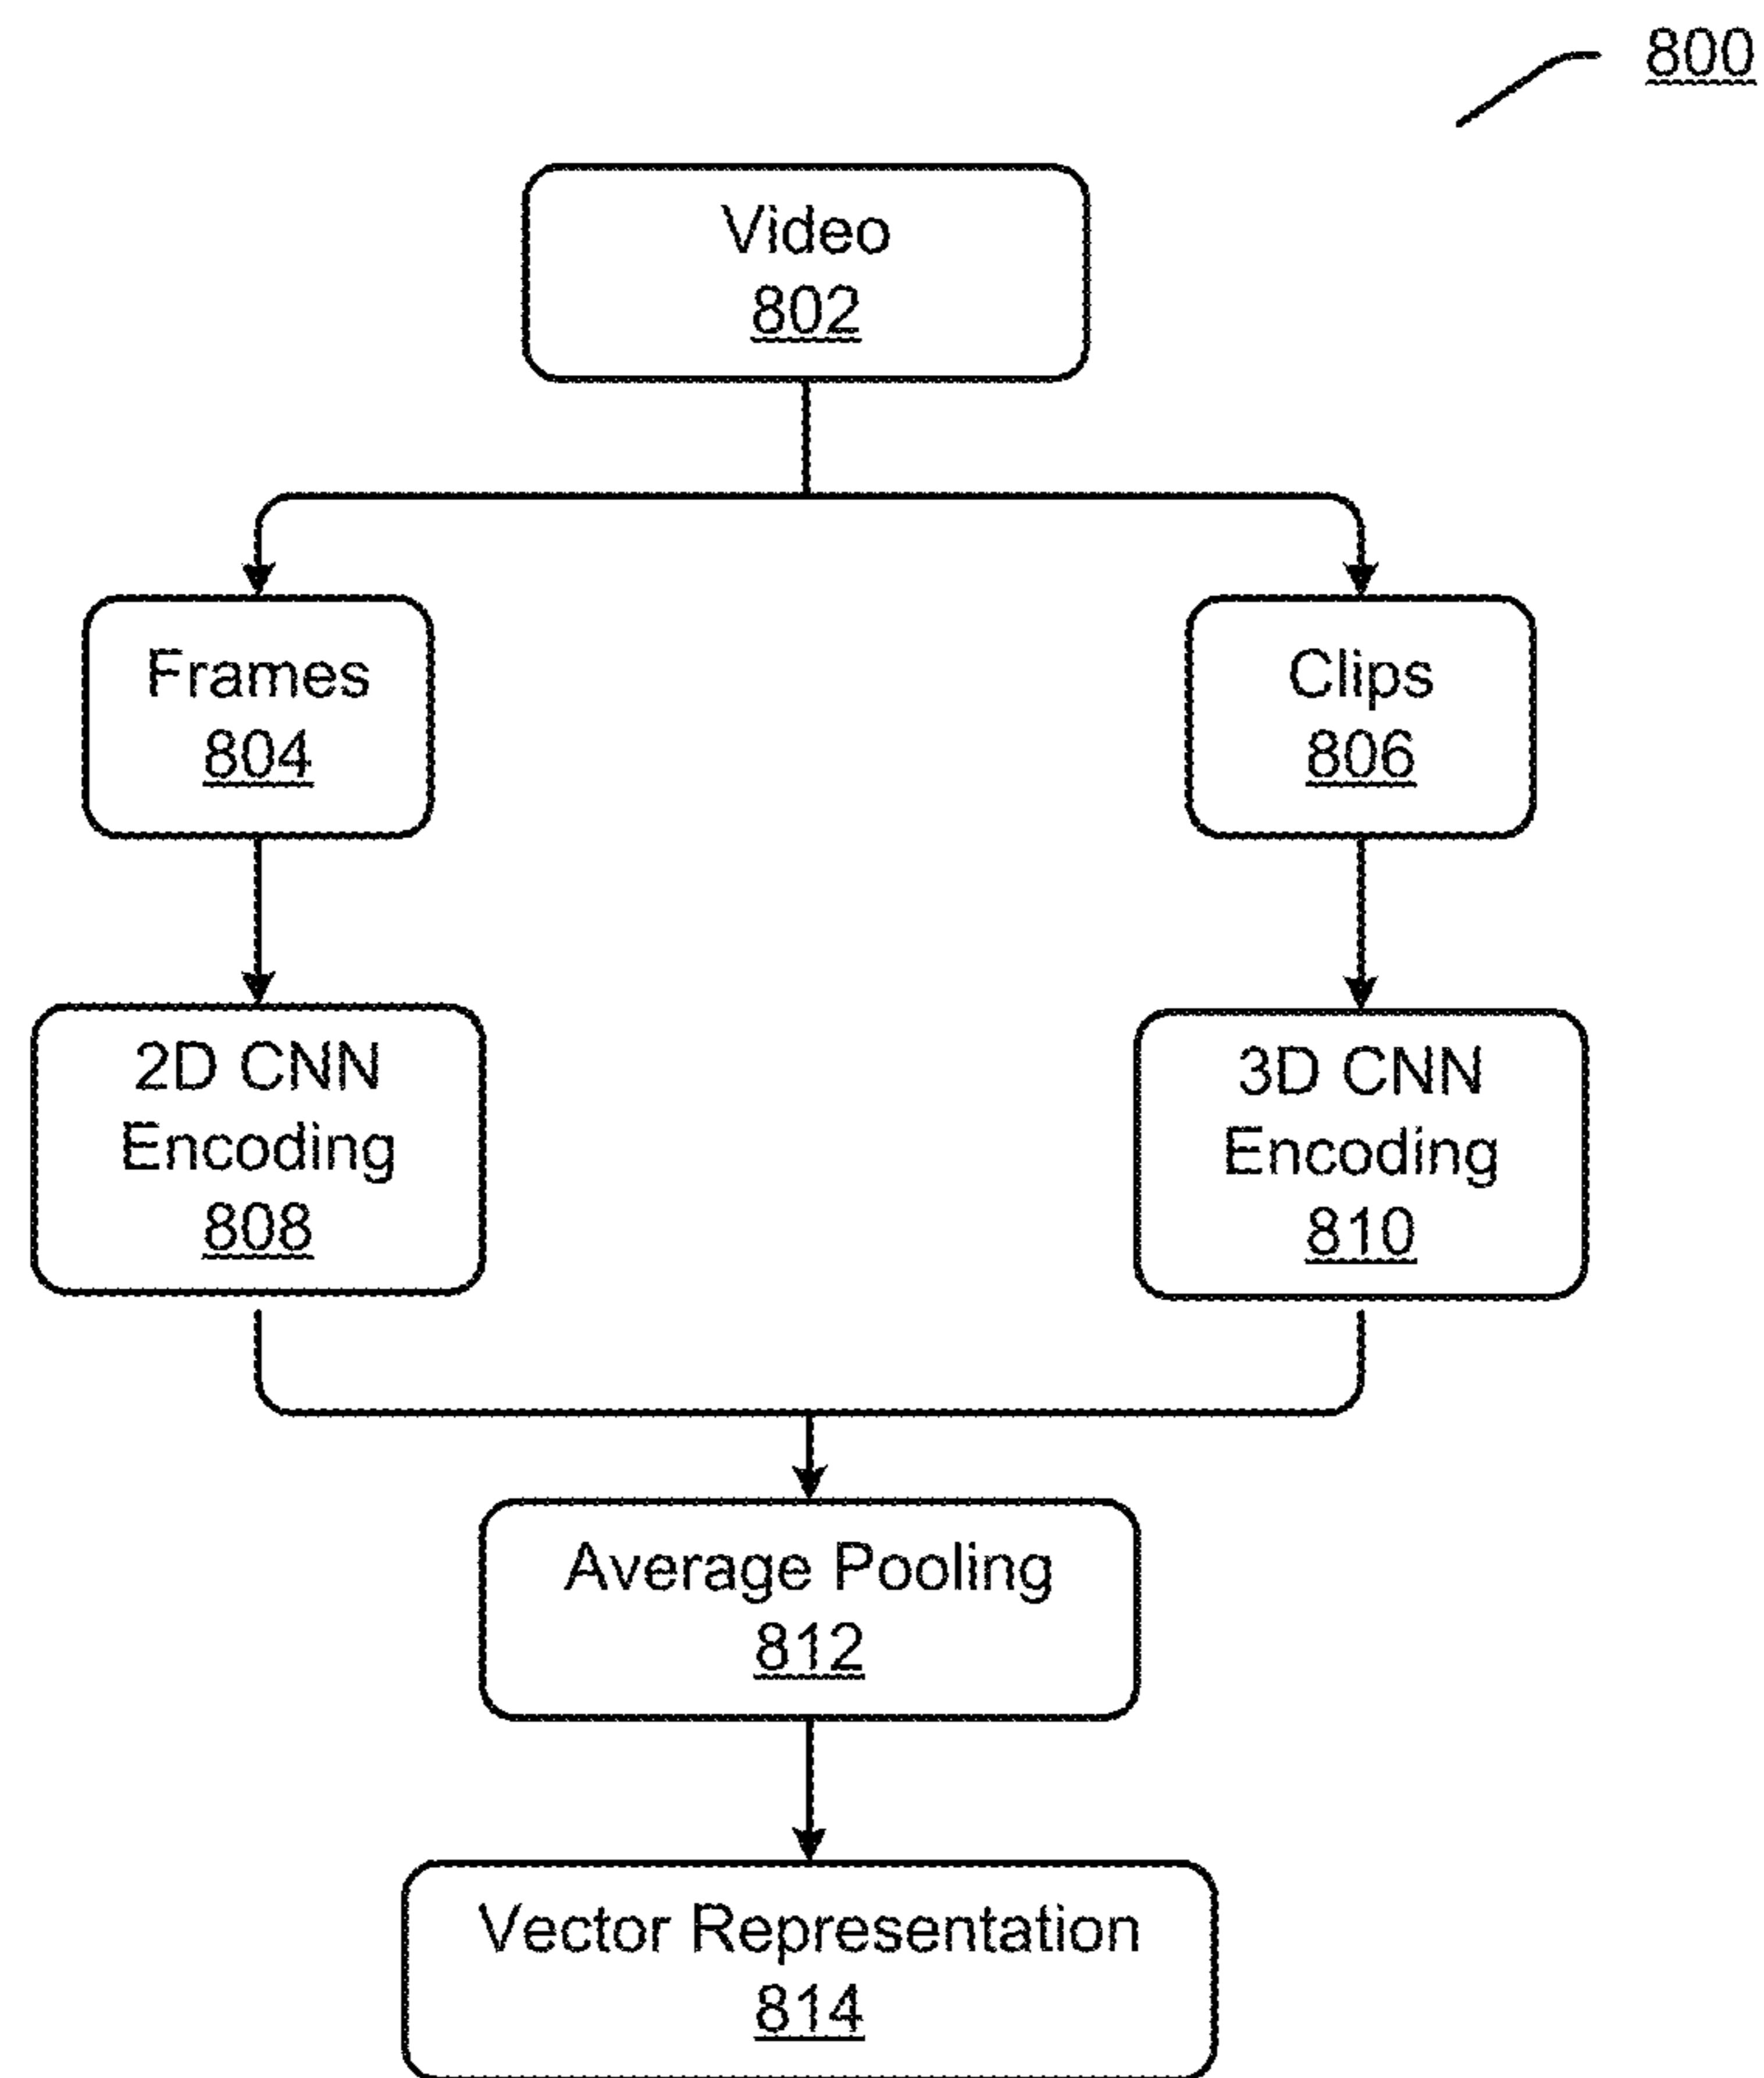 800
Video
802
Frames
804
Clips
806
2D CNN
Encoding
808
3D CNN
Encoding
810
Average Pooling
812
Vector Representation
814